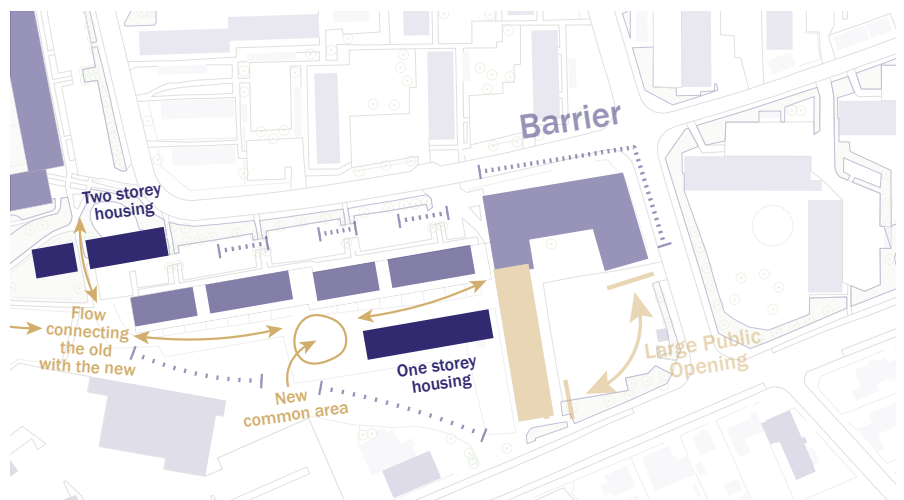 Barrier
Two storey
housing
Flow
connecting
the old
with the new
New
common area
One storey
housing
Large Public
Opening